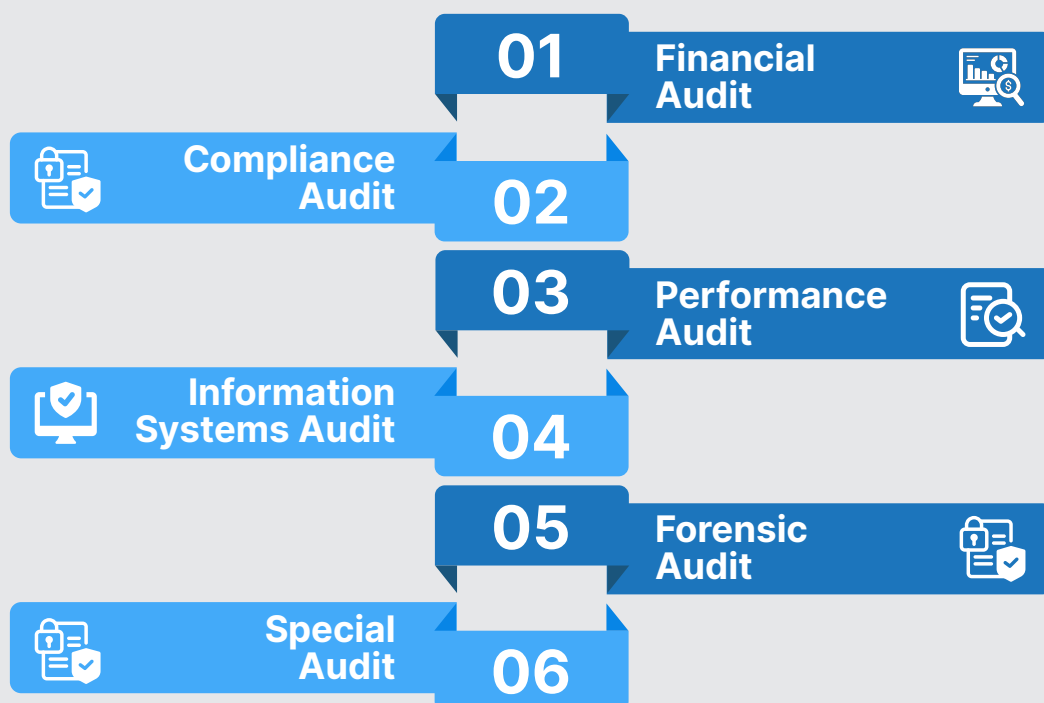 01
Financial
Audit
Compliance
Audit
02
03
Performance
Audit
Information
Systems Audit
04
05
Forensic
Audit
Special
Audit
06